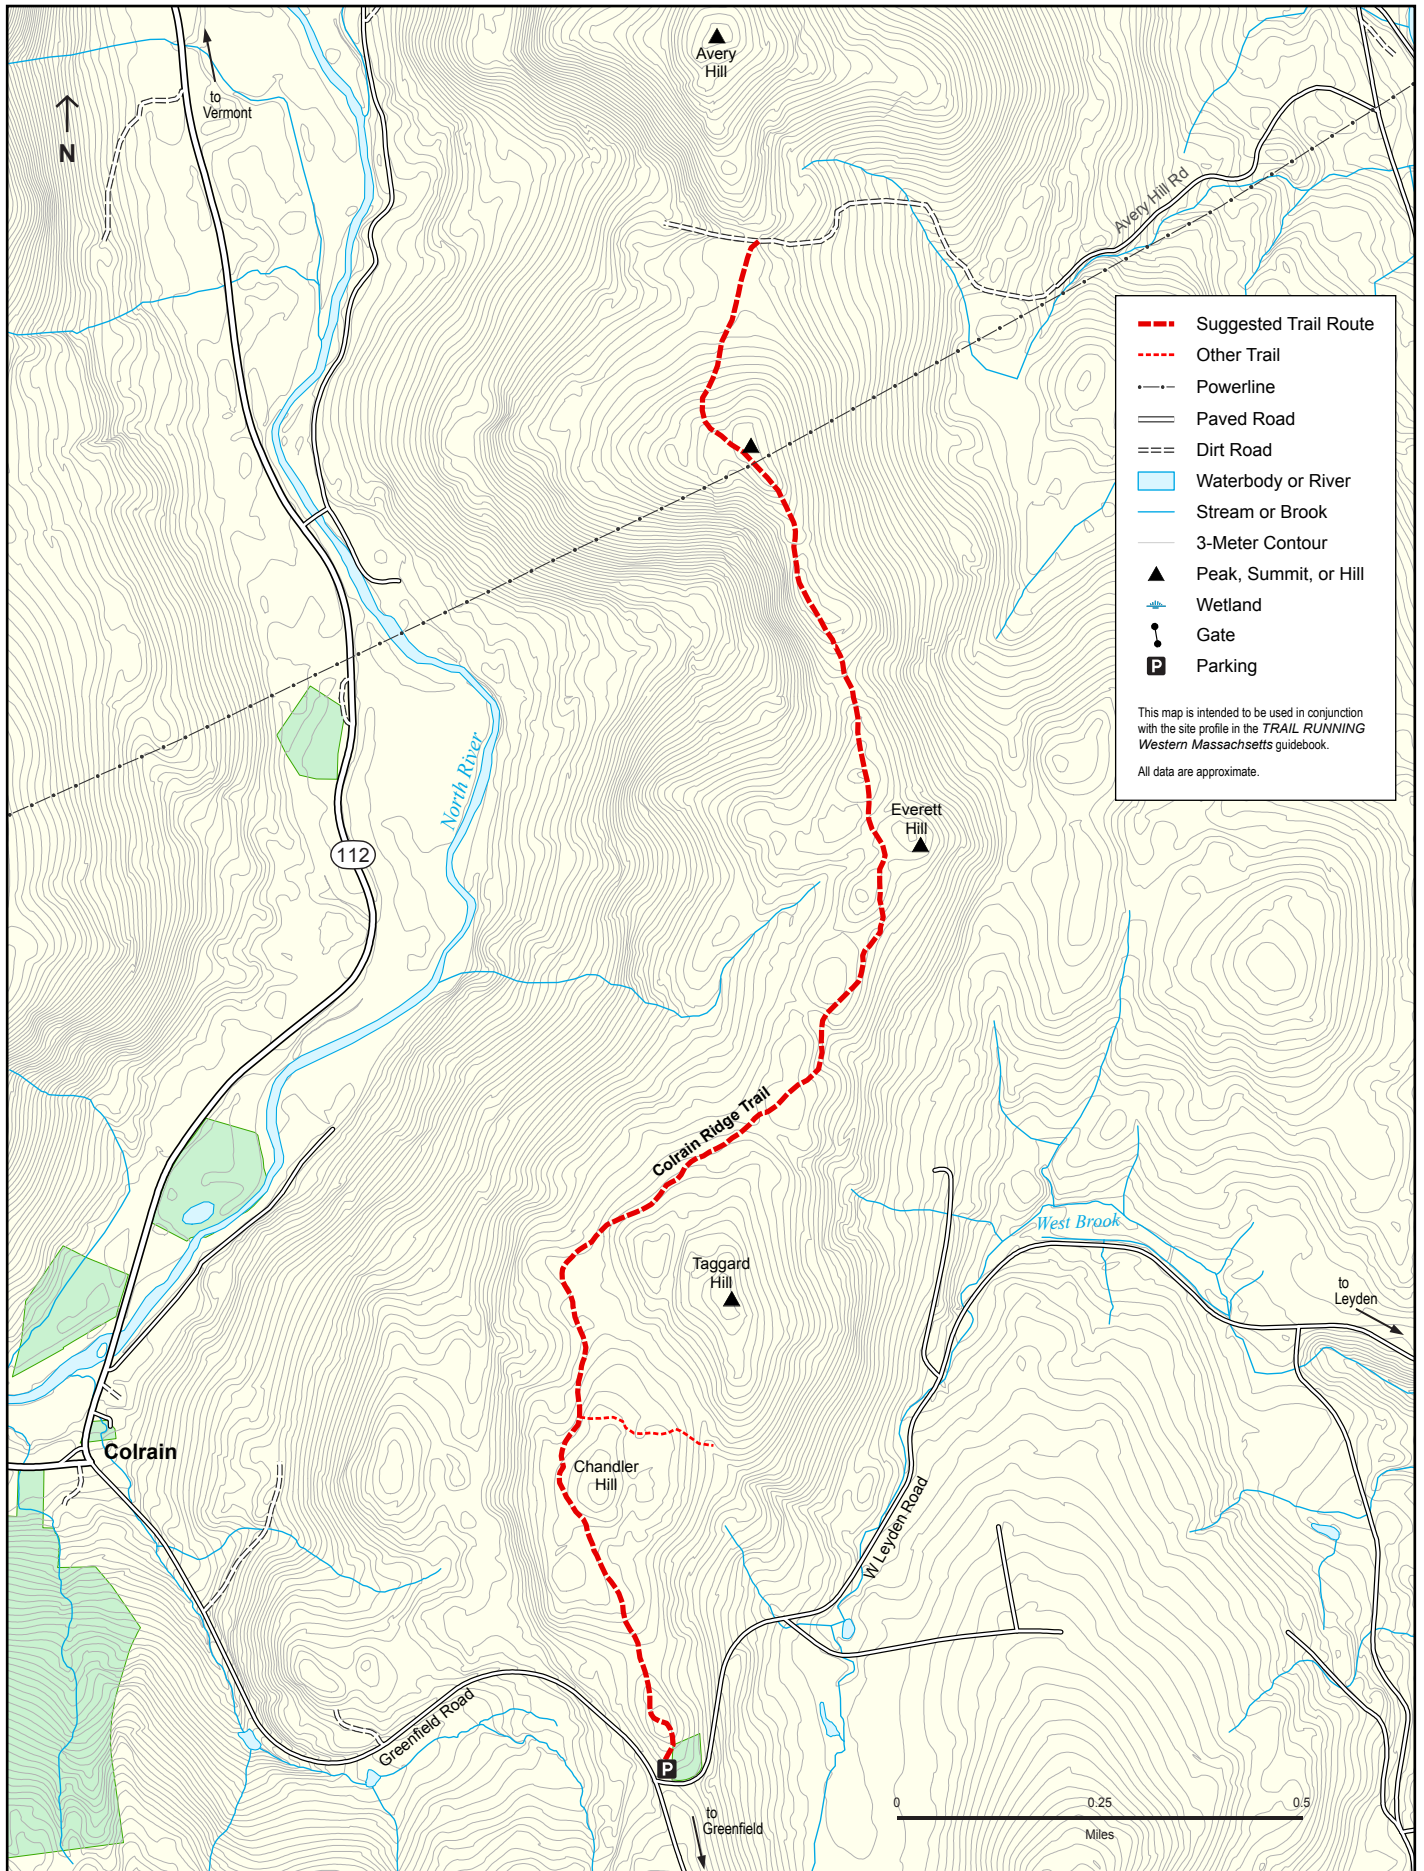 Avery
Hill
to
Vermont
N
Avery Hill Rd
Suggested Trail Route
Other Trail
Powerline
Paved Road
Dirt Road
Waterbody or River
Stream or Brook
3-Meter Contour
Peak, Summit, or Hill
Wetland
Gate
P
Parking
This map is intended to be used in conjunction
with the site profile in the TRAIL RUNNING
Western Massachsetts guidebook.
All data are approximate.
North River
Everett
Hill
112
Colrain Ridge Trail
West Brook
Taggard
Hill
to
Leyden
Colrain
Chandler
Hill
W Leyden Road
Greenfield Road
P
to
Greenfield
0 0.25 0.5
Miles